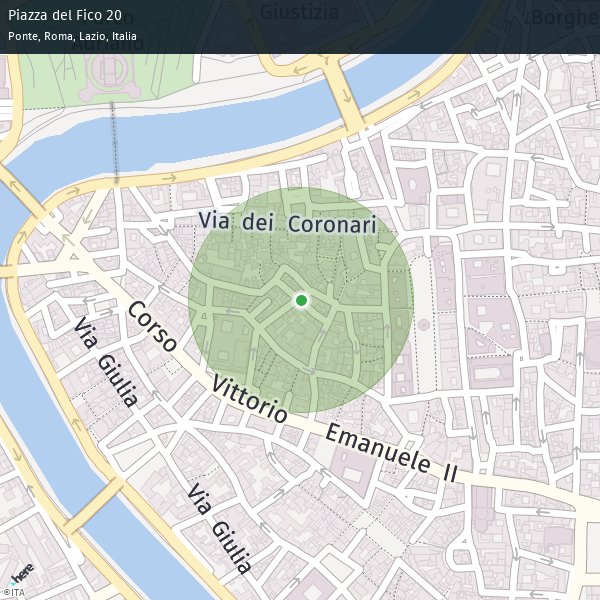 Piazza del Fico 20
Ponte, Roma, Lazio, Italia
Giustizia
Adriano
Borghe
Via dei Coronari
Corso
Vittorio
Emanuele II
Via Giulia
Via Giulia
here
©ITA